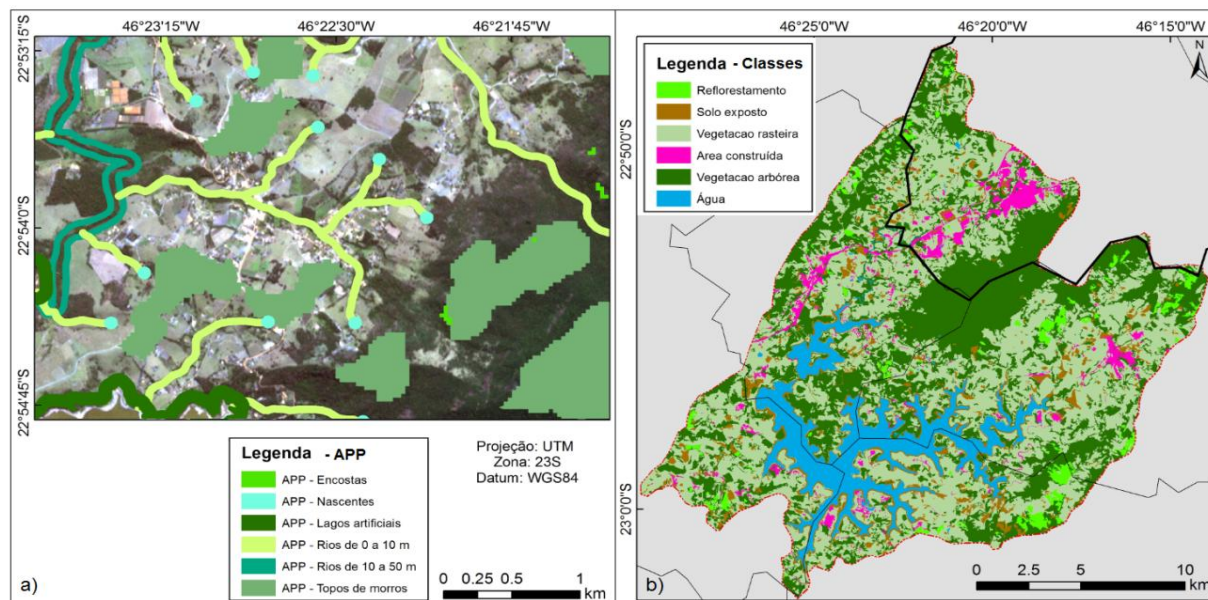 46°23'15"W
46°22'30"W
46°21'45"W
22°53'15"S
22°54'0"S
22°54'45"S
Legenda - APP
APP - Encostas
APP - Nascentes
APP - Lagos artificiais
APP - Rios de 0 a 10 m
APP - Rios de 10 a 50 m
APP - Topos de morros
Projeção: UTM
Zona: 23S
Datum: WGS84
0 0.25 0.5 1
km
a)
46°25'0"W
46°20'0"W
46°15'0"W
Legenda - Classes
Reflorestamento
Solo exposto
Vegetacao rasteira
Area construída
Vegetacao arbórea
Água
N
22°50'0"S
23°0'0"S
0 2.5 5 10
km
b)